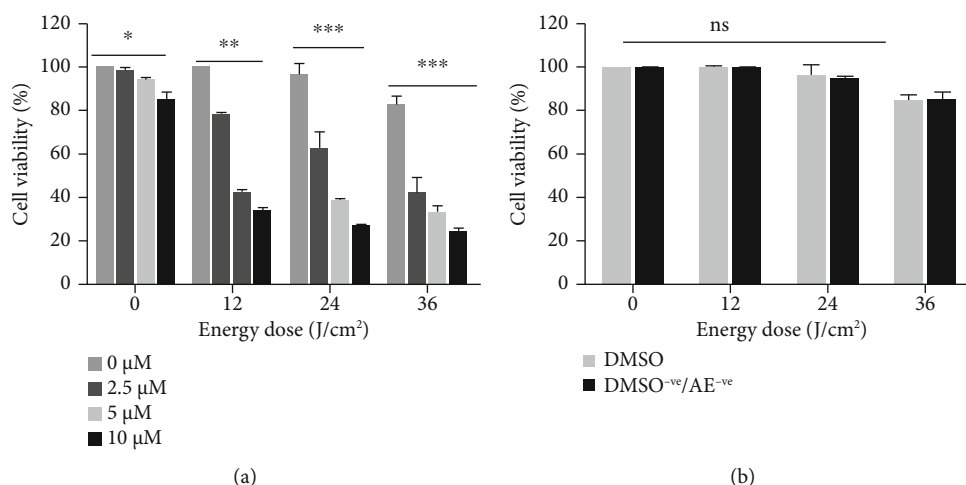 120
100
80
60
40
20
0
Cell viability (%)
*
**
***
***
0
12
24
36
Energy dose (J/cm²)
0 μM
2.5 μM
5 μM
10 μM
(a)
120
100
80
60
40
20
0
Cell viability (%)
ns
0
12
24
36
Energy dose (J/cm²)
DMSO
DMSO⁻ᵛᵉ/AE⁻ᵛᵉ
(b)